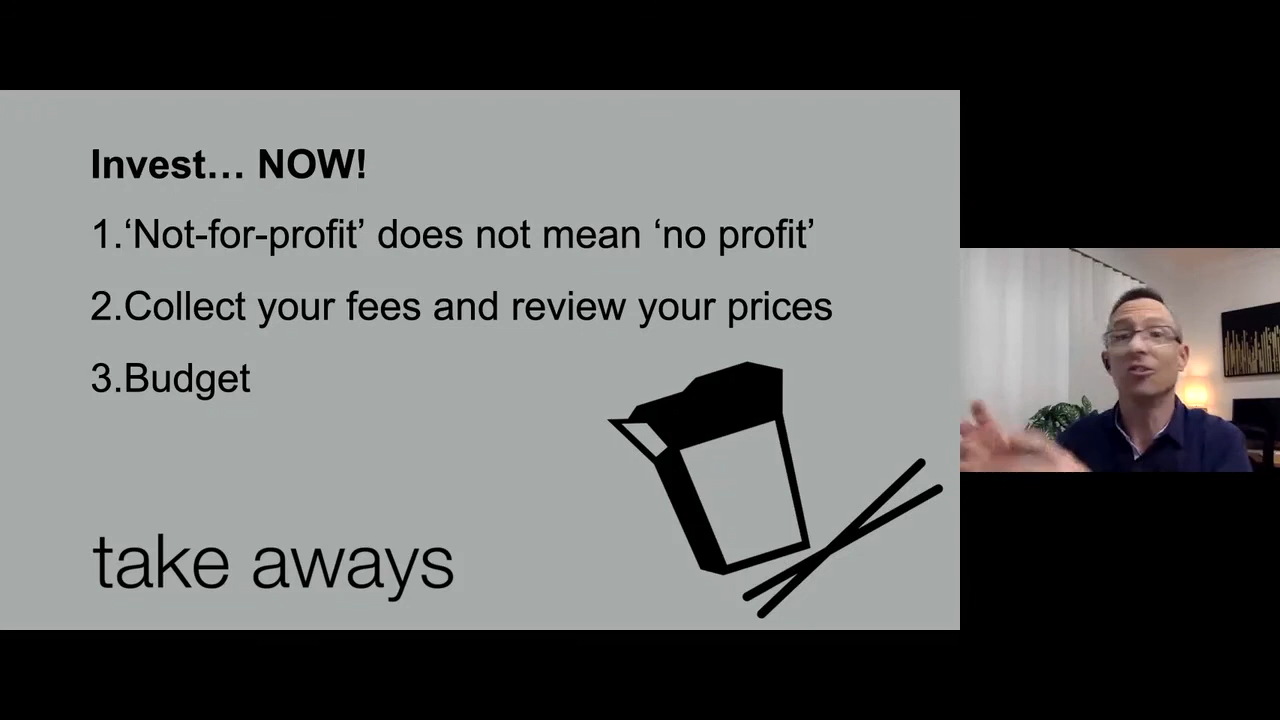 Invest… NOW!
1.‘Not-for-profit’ does not mean ‘no profit’
2.Collect your fees and review your prices
3.Budget
take aways